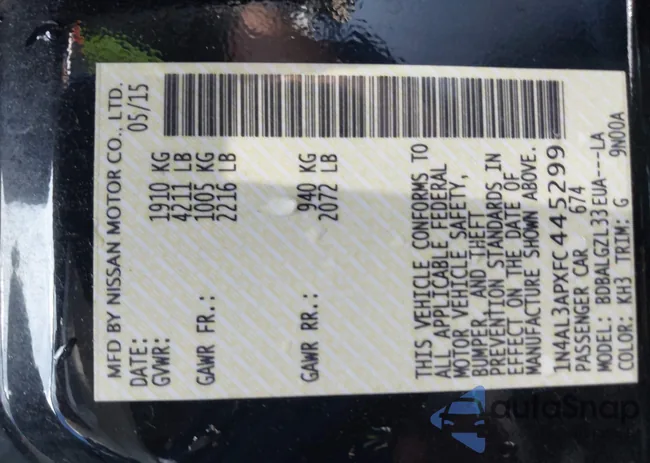 MFD BY NISSAN MOTOR CO., LTD.
DATE: 05/15
GVWR: 1910 KG
4211 LB
GAWR FR.: 1005 KG
2216 LB
GAWR RR.: 940 KG
2072 LB
THIS VEHICLE CONFORMS TO
ALL APPLICABLE FEDERAL
MOTOR VEHICLE SAFETY,
BUMPER, AND THEFT
PREVENTION STANDARDS IN
EFFECT ON THE DATE OF
MANUFACTURE SHOWN ABOVE.
1N4AL3APXFC445299
PASSENGER CAR 674
MODEL: BDBALGZL33EUA---LA
COLOR: KH3 TRIM: G 9N00A
autoSnap